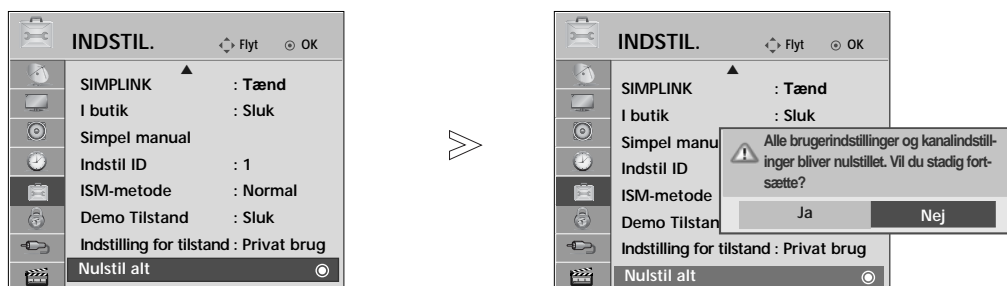 INDSTIL. Flyt OK
SIMPLINK : Tænd
I butik : Sluk
Simpel manual
Indstil ID : 1
ISM-metode : Normal
Demo Tilstand : Sluk
Indstilling for tilstand : Privat brug
Nulstil alt
>
INDSTIL. Flyt OK
SIMPLINK : Tænd
I butik : Sluk
Simpel manu
Indstil ID
ISM-metode
Demo Tilstan
Indstilling for tilstand : Privat brug
Nulstil alt
Alle brugerindstillinger og kanalindstill-
inger bliver nulstillet. Vil du stadig fort-
sætte?
Ja Nej